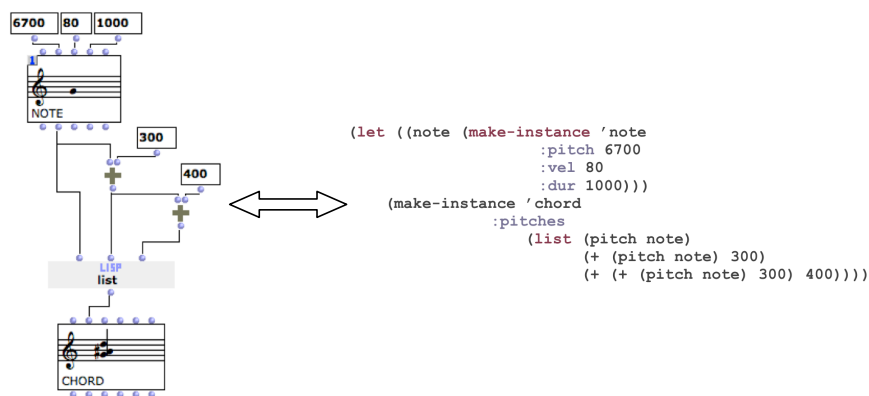 6700 80 1000
1
NOTE
300
400
LISP
list
CHORD
(let ((note (make-instance ’note
:pitch 6700
:vel 80
:dur 1000)))
(make-instance ’chord
:pitches
(list (pitch note)
(+ (pitch note) 300)
(+ (+ (pitch note) 300) 400))))